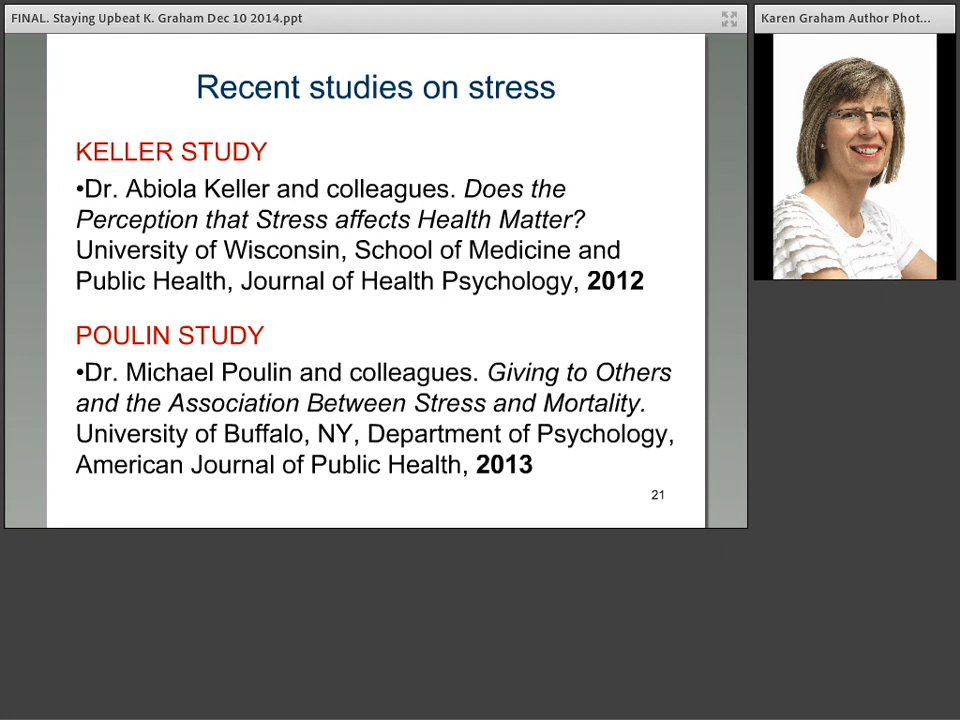 FINAL. Staying Upbeat K. Graham Dec 10 2014.ppt
Karen Graham Author Phot...
Recent studies on stress
KELLER STUDY
•Dr. Abiola Keller and colleagues. Does the
Perception that Stress affects Health Matter?
University of Wisconsin, School of Medicine and
Public Health, Journal of Health Psychology, 2012
POULIN STUDY
•Dr. Michael Poulin and colleagues. Giving to Others
and the Association Between Stress and Mortality.
University of Buffalo, NY, Department of Psychology,
American Journal of Public Health, 2013
21